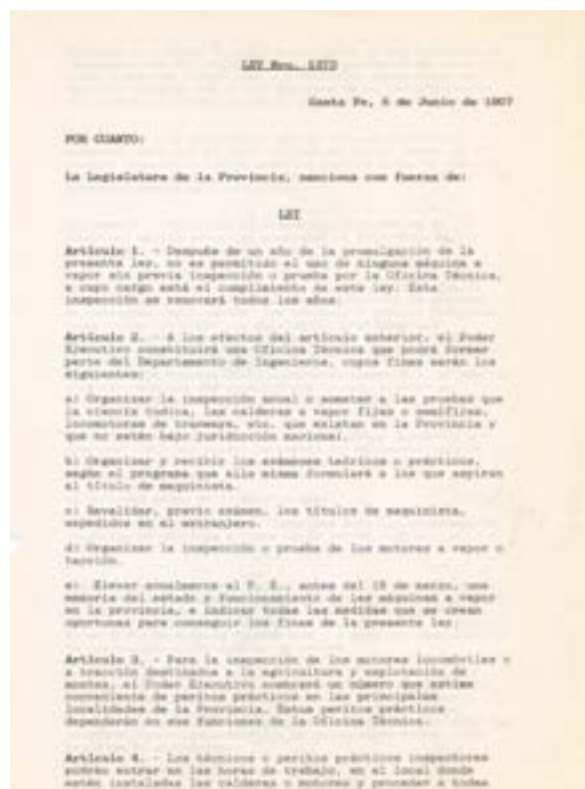 LEY Nro. 1373
Santa Fe, 5 de Junio de 1907
POR CUANTO:
La Legislatura de la Provincia, sanciona con fuerza de:
LEY
Artículo 1. - Después de un año de la promulgación de la
presente ley, no es permitido el uso de ninguna máquina a
vapor sin previa inspección o prueba por la Oficina Técnica,
a cuyo cargo está el cumplimiento de esta ley. Esta
inspección se renovará todos los años.
Artículo 2. - A los efectos del artículo anterior, el Poder
Ejecutivo constituirá una Oficina Técnica que podrá formar
parte del Departamento de Ingenieros, cuyos fines serán los
siguientes:
a) Organizar la inspección anual o someter a las pruebas que
la ciencia indica, las calderas a vapor fijas o semifijas,
locomotoras de tramways, etc. que existan en la Provincia y
que no estén bajo jurisdicción nacional.
b) Organizar y recibir los exámenes teóricos o prácticos,
según el programa que ella misma formulará a los que aspiran
al título de maquinista.
c) Revalidar, previo exámen, los títulos de maquinista,
expedidos en el extranjero.
d) Organizar la inspección o prueba de los motores a vapor o
tracción.
e) Elevar anualmente al P. E., antes del de marzo, una
memoria del estado y funcionamiento de las máquinas a vapor
en la provincia, e indicar todas las medidas que se crean
oportunas para conseguir los fines de la presente ley.
Artículo 3. - Para la inspección de los motores locomóviles o
a tracción destinados a la agricultura y explotación de
montes, el Poder Ejecutivo nombrará un número que estime
conveniente de peritos prácticos en las principales
localidades de la Provincia. Estos peritos prácticos
dependerán en sus funciones de la Oficina Técnica.
Artículo 4. - Los técnicos o peritos prácticos inspectores
podrán entrar en las horas de trabajo, en el local donde
están instaladas las calderas o motores y proceder a todas